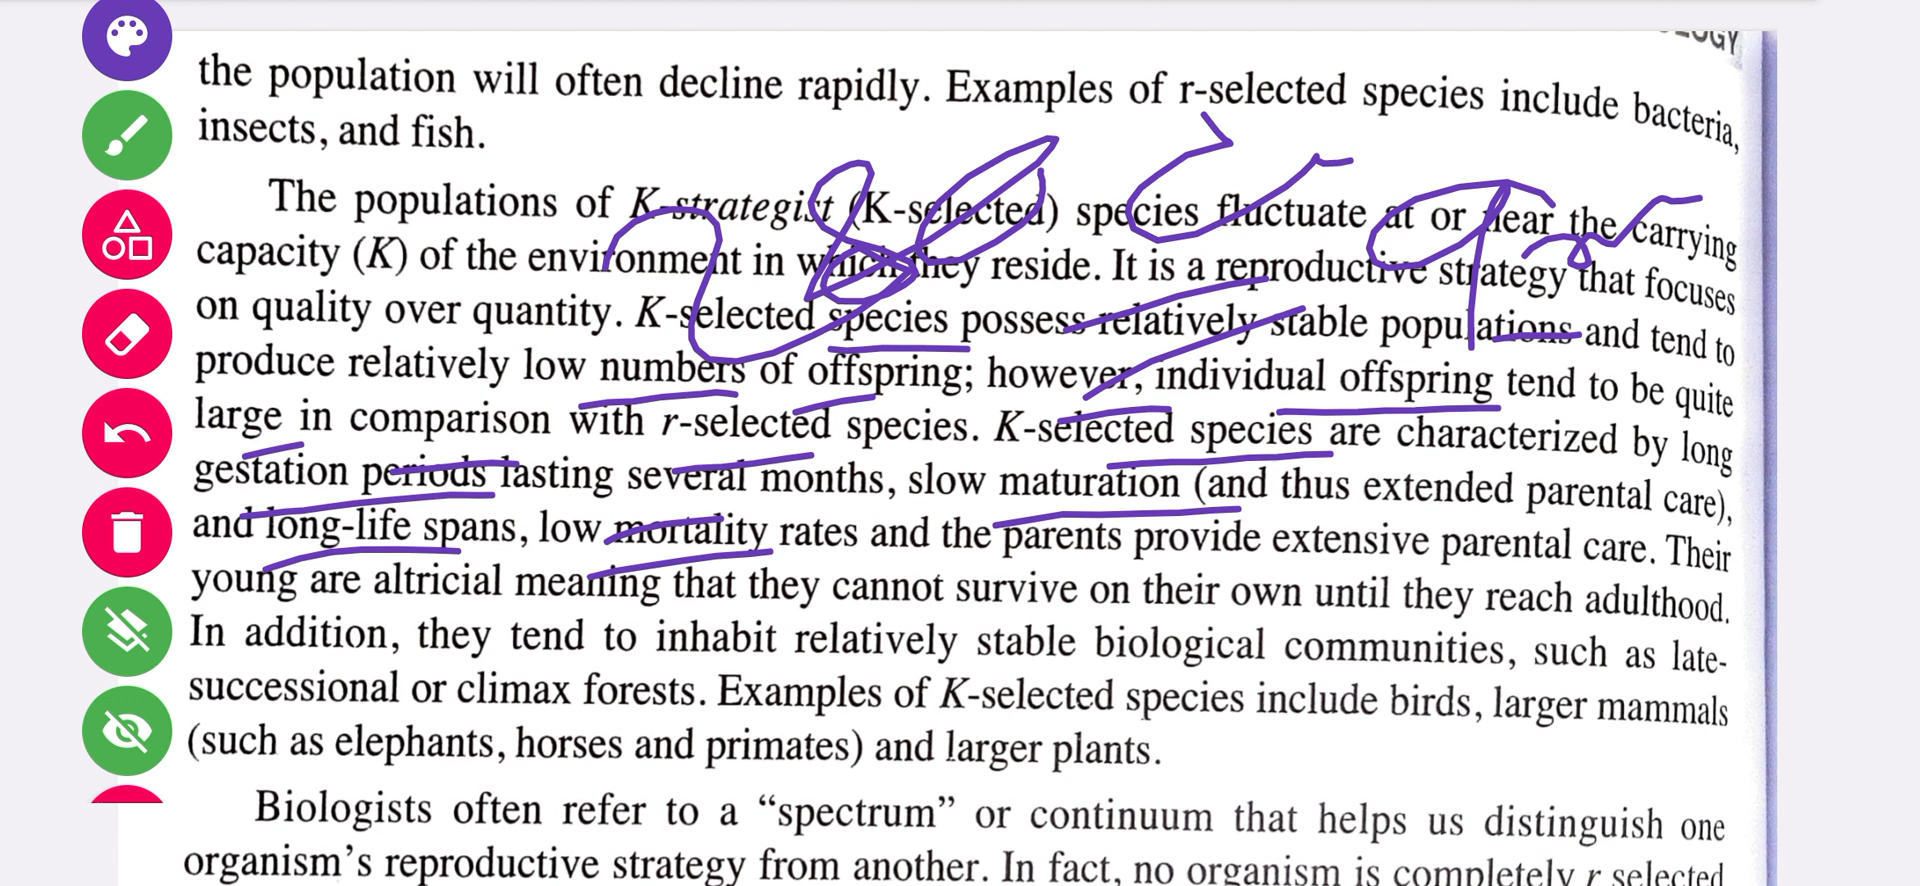 OGY
the population will often decline rapidly. Examples of r-selected species include bacteria,
insects, and fish.
The populations of K-strategist (K-selected) species fluctuate at or near the carrying
capacity (K) of the environment in which they reside. It is a reproductive strategy that focuses
on quality over quantity. K-selected species possess relatively stable populations and tend to
produce relatively low numbers of offspring; however, individual offspring tend to be quite
large in comparison with r-selected species. K-selected species are characterized by long
gestation periods lasting several months, slow maturation (and thus extended parental care),
and long-life spans, low mortality rates and the parents provide extensive parental care. Their
young are altricial meaning that they cannot survive on their own until they reach adulthood.
In addition, they tend to inhabit relatively stable biological communities, such as late-
successional or climax forests. Examples of K-selected species include birds, larger mammals
(such as elephants, horses and primates) and larger plants.
Biologists often refer to a “spectrum” or continuum that helps us distinguish one
organism’s reproductive strategy from another. In fact, no organism is completely r selected